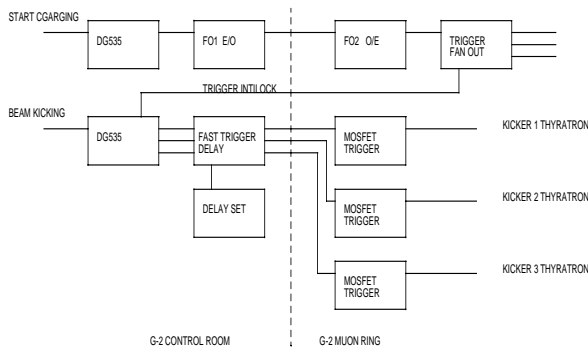 START CGARGING
DG535
FO1 E/O
FO2 O/E
TRIGGER
FAN OUT
TRIGGER INTILOCK
BEAM KICKING
DG535
FAST TRIGGER
DELAY
MOSFET
TRIGGER
KICKER 1 THYRATRON
DELAY SET
MOSFET
TRIGGER
KICKER 2 THYRATRON
MOSFET
TRIGGER
KICKER 3 THYRATRON
G-2 CONTROL ROOM
G-2 MUON RING